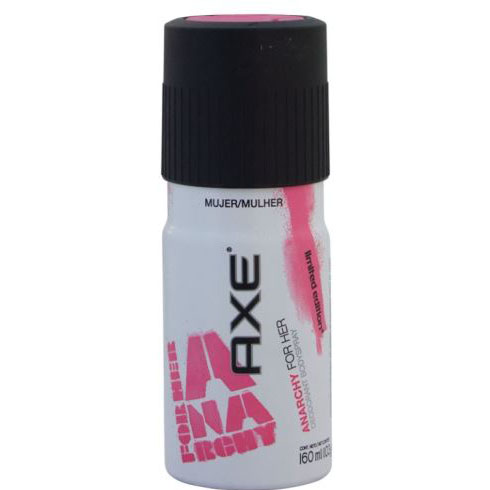 MUJER/MULHER
AXE®
limited edition
ANARCHY FOR HER
DEODORANT BODYSPRAY
FOR HER
A
NA
RCHY
160 ml